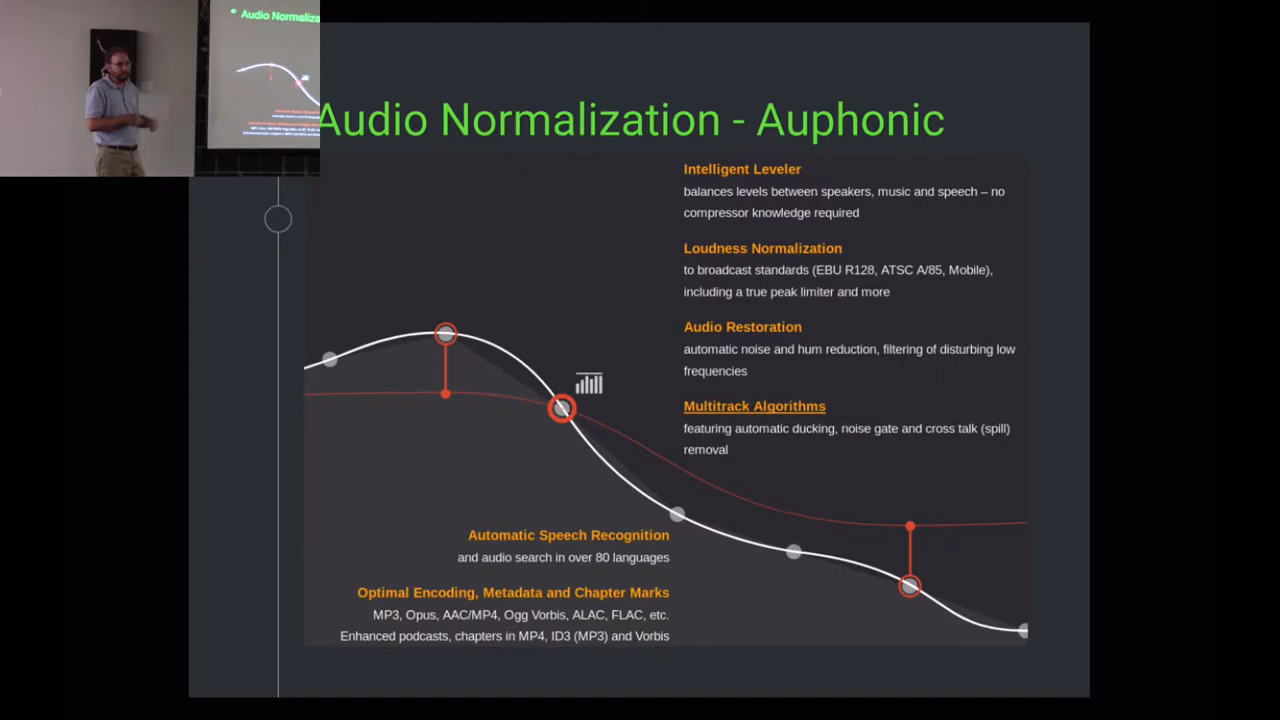 Audio Normaliza
Audio Normalization - Auphonic
Intelligent Leveler
balances levels between speakers, music and speech – no
compressor knowledge required
Loudness Normalization
to broadcast standards (EBU R128, ATSC A/85, Mobile),
including a true peak limiter and more
Audio Restoration
automatic noise and hum reduction, filtering of disturbing low
frequencies
Multitrack Algorithms
featuring automatic ducking, noise gate and cross talk (spill)
removal
Automatic Speech Recognition
and audio search in over 80 languages
Optimal Encoding, Metadata and Chapter Marks
MP3, Opus, AAC/MP4, Ogg Vorbis, ALAC, FLAC, etc.
Enhanced podcasts, chapters in MP4, ID3 (MP3) and Vorbis